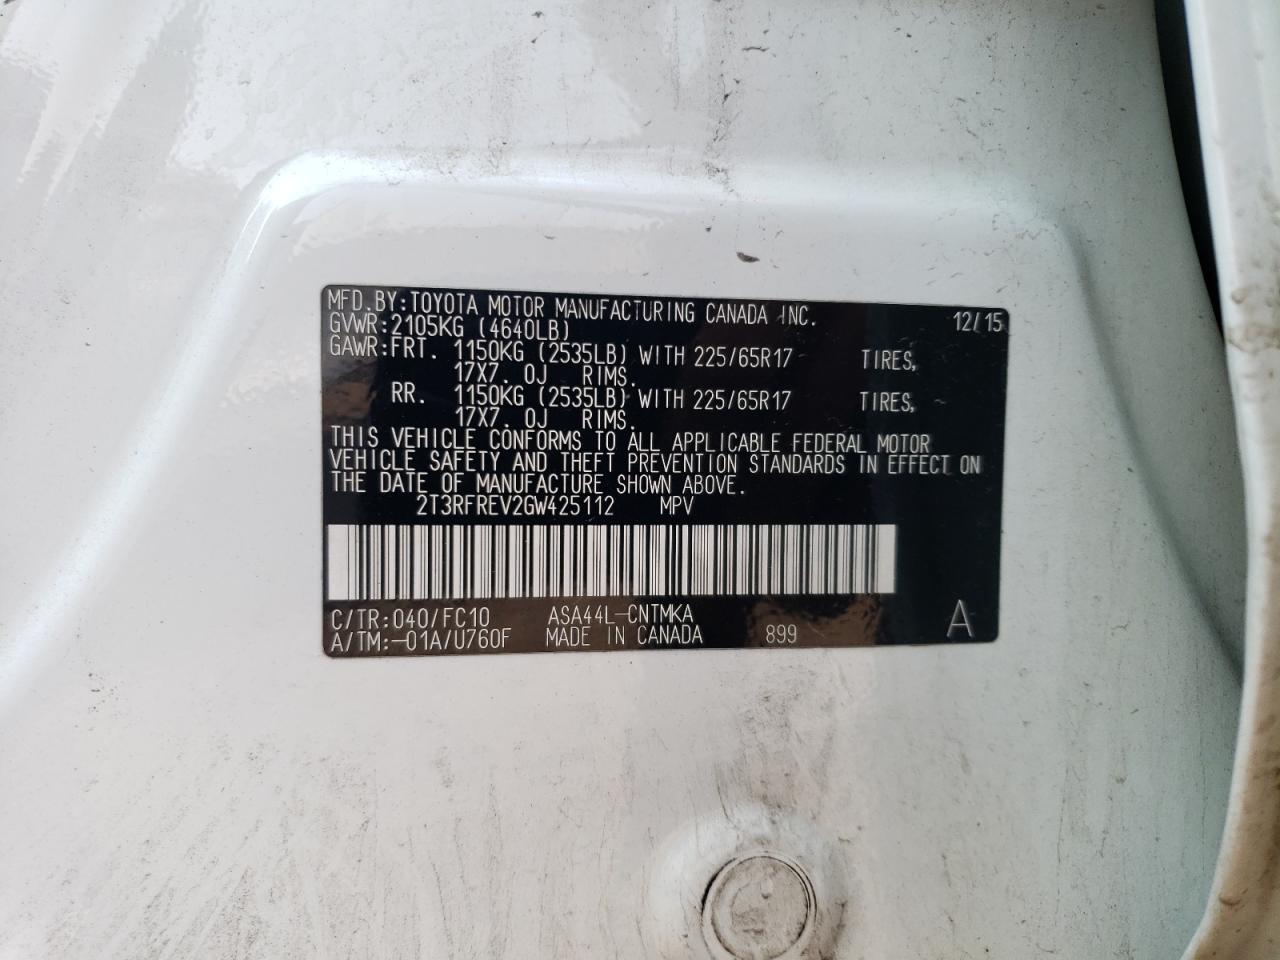 MFD.BY:TOYOTA MOTOR MANUFACTURING CANADA INC. 12/15
GVWR:2105KG (4640LB)
GAWR:FRT. 1150KG (2535LB) WITH 225/65R17 TIRES,
17X7. 0J RIMS.
RR. 1150KG (2535LB) WITH 225/65R17 TIRES,
17X7. 0J RIMS.
THIS VEHICLE CONFORMS TO ALL APPLICABLE FEDERAL MOTOR
VEHICLE SAFETY AND THEFT PREVENTION STANDARDS IN EFFECT ON
THE DATE OF MANUFACTURE SHOWN ABOVE.
2T3RFREV2GW425112 MPV
C/TR:040/FC10 ASA44L-CNTMKA
A/TM:-01A/U760F MADE IN CANADA 899 A